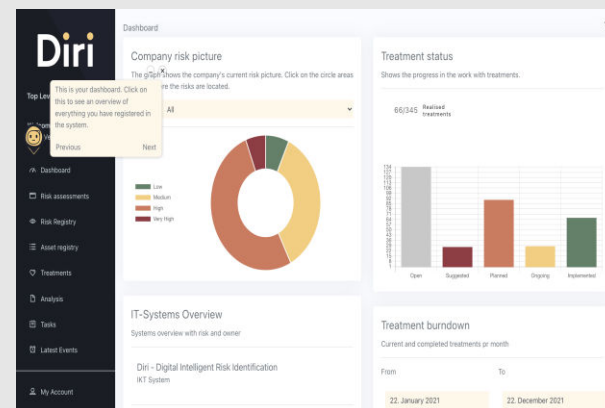 Dashboard
Diri
Company risk picture
The graph shows the company's current risk picture. Click on the circle areas
re the risks are located.
This is your dashboard. Click on
this to see an overview of
everything you have registered in
the system.
Previous Next
Top Lev
All
Dashboard
Risk assessments
Risk Registry
Asset registry
Treatments
Analysis
Tasks
Latest Events
My Account
Low
Medium
High
Very High
Treatment status
Shows the progress in the work with treatments.
66|345 Realised
treatments
Open Suggested Planned Ongoing Implemented
IT-Systems Overview
Systems overview with risk and owner
Diri - Digital Intelligent Risk Identification
IKT System
Treatment burndown
Current and completed treatments pr month
From To
22. January 2021 22. December 2021